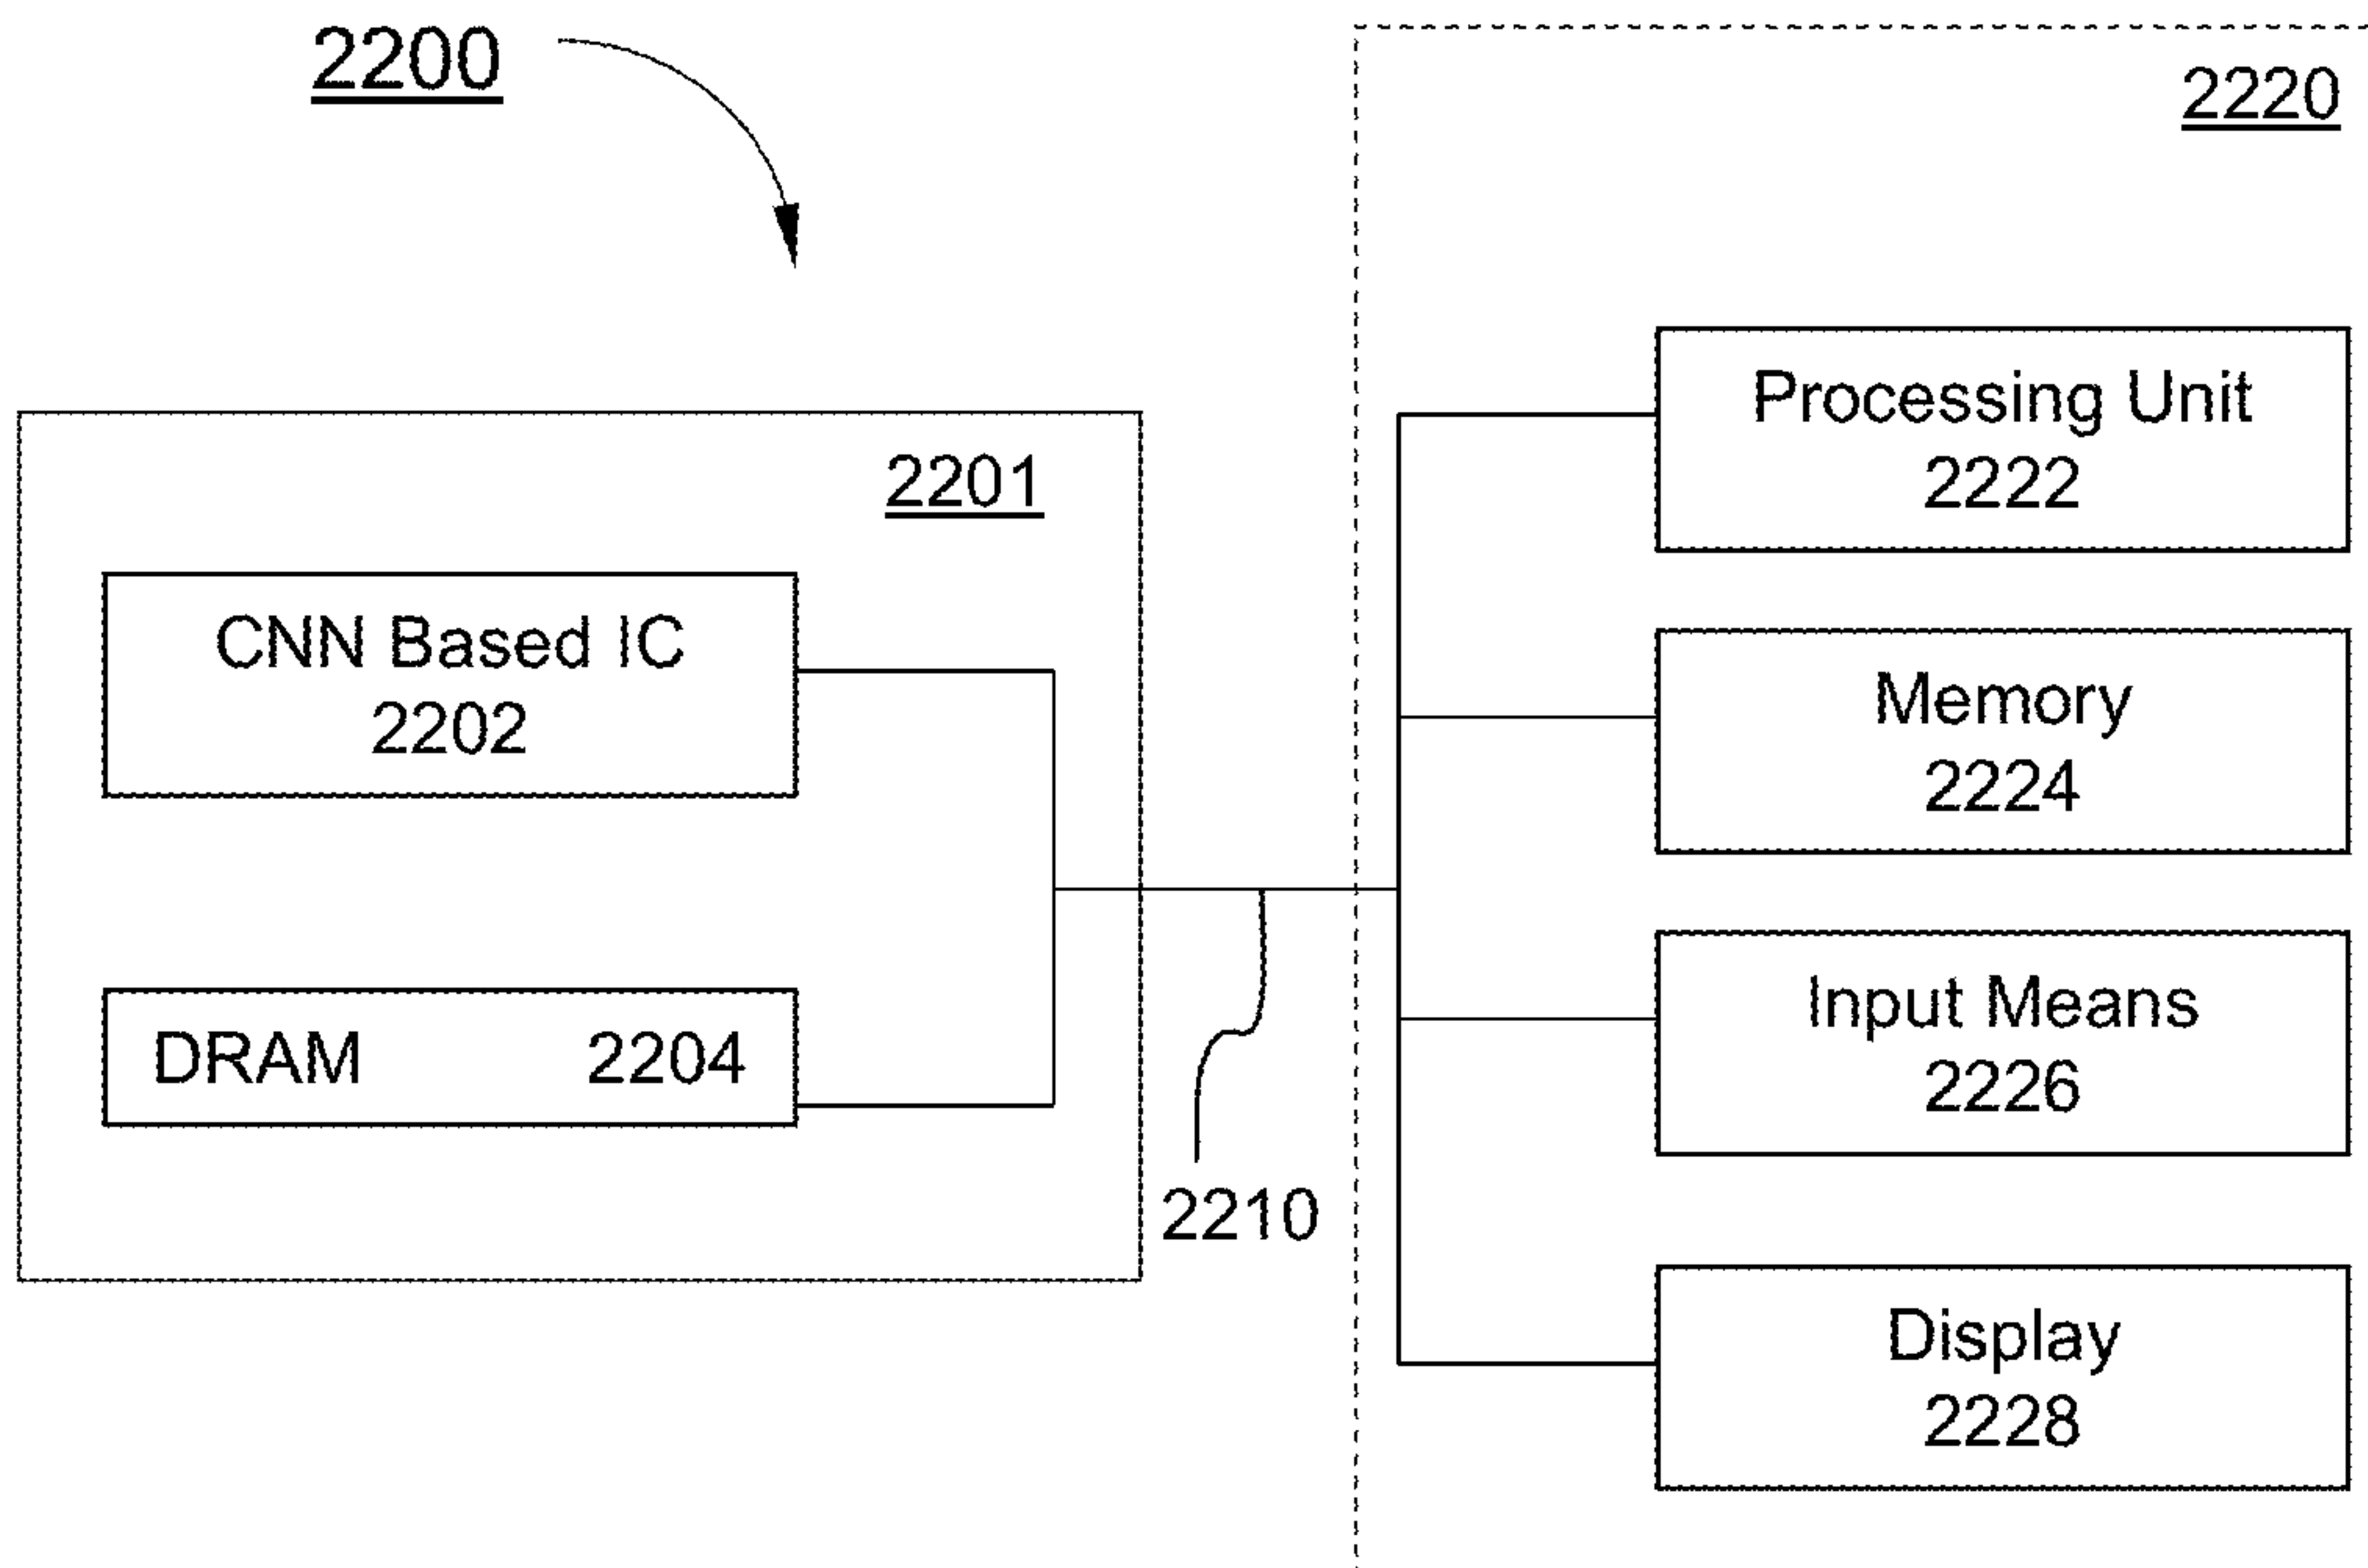 2200
2220
Processing Unit
2222
2201
CNN Based IC
2202
Memory
2224
DRAM 2204
Input Means
2226
2210
Display
2228